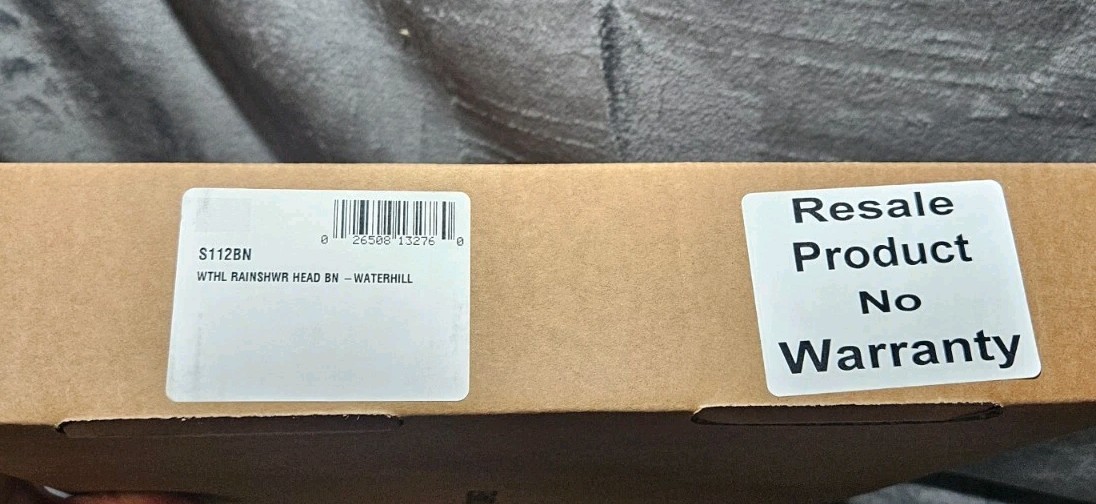 0 26508 13276 0
S112BN
WTHL RAINSHWR HEAD BN – WATERHILL
Resale
Product
No
Warranty